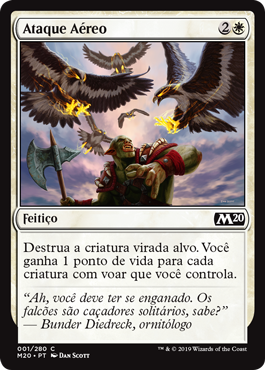 Ataque Aéreo 2
Feitiço M20
Destrua a criatura virada alvo. Você
ganha 1 ponto de vida para cada
criatura com voar que você controla.
“Ah, você deve ter se enganado. Os
falcões são caçadores solitários, sabe?”
— Bunder Diedreck, ornitólogo
001/280 C
M20 • PT Dan Scott ™ & © 2019 Wizards of the Coast